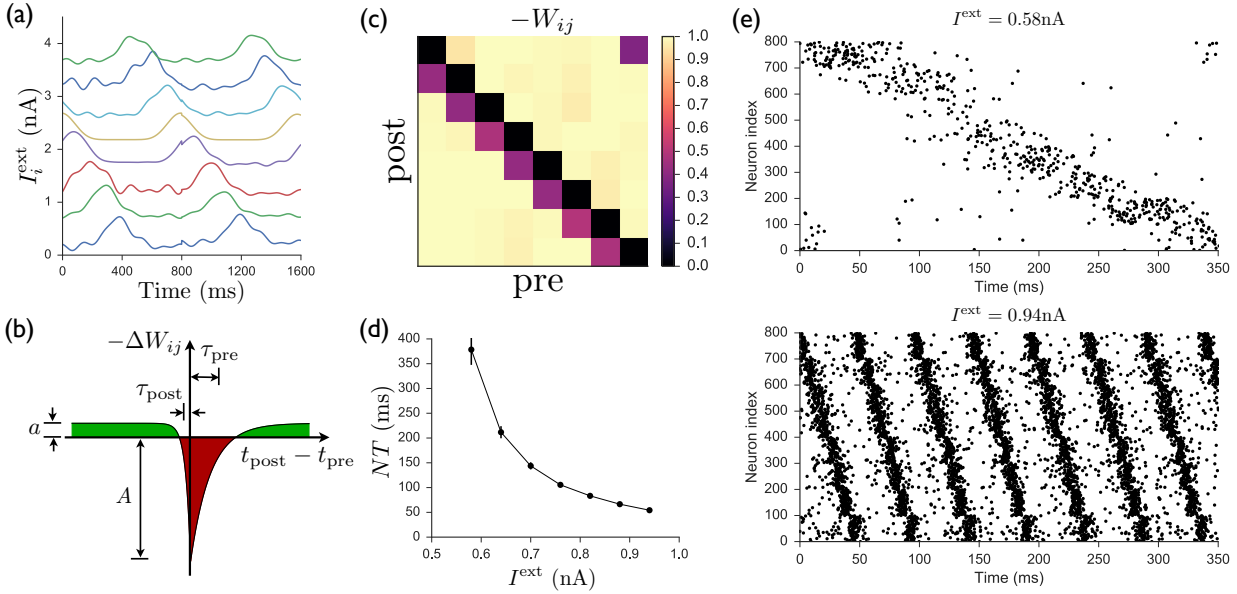 (a)
I_i^ext (nA)
4
3
2
1
0
0 400 800 1200 1600
Time (ms)
(b)
−ΔW_ij
τ_pre
τ_post
a
t_post − t_pre
A
(c)
−W_ij
post
pre
1.0
0.9
0.8
0.7
0.6
0.5
0.4
0.3
0.2
0.1
0.0
(d)
NT (ms)
400
350
300
250
200
150
100
50
0
0.5 0.6 0.7 0.8 0.9 1.0
I^ext (nA)
(e)
I^ext = 0.58nA
Neuron index
800
700
600
500
400
300
200
100
0
0 50 100 150 200 250 300 350
Time (ms)
I^ext = 0.94nA
Neuron index
800
700
600
500
400
300
200
100
0
0 50 100 150 200 250 300 350
Time (ms)